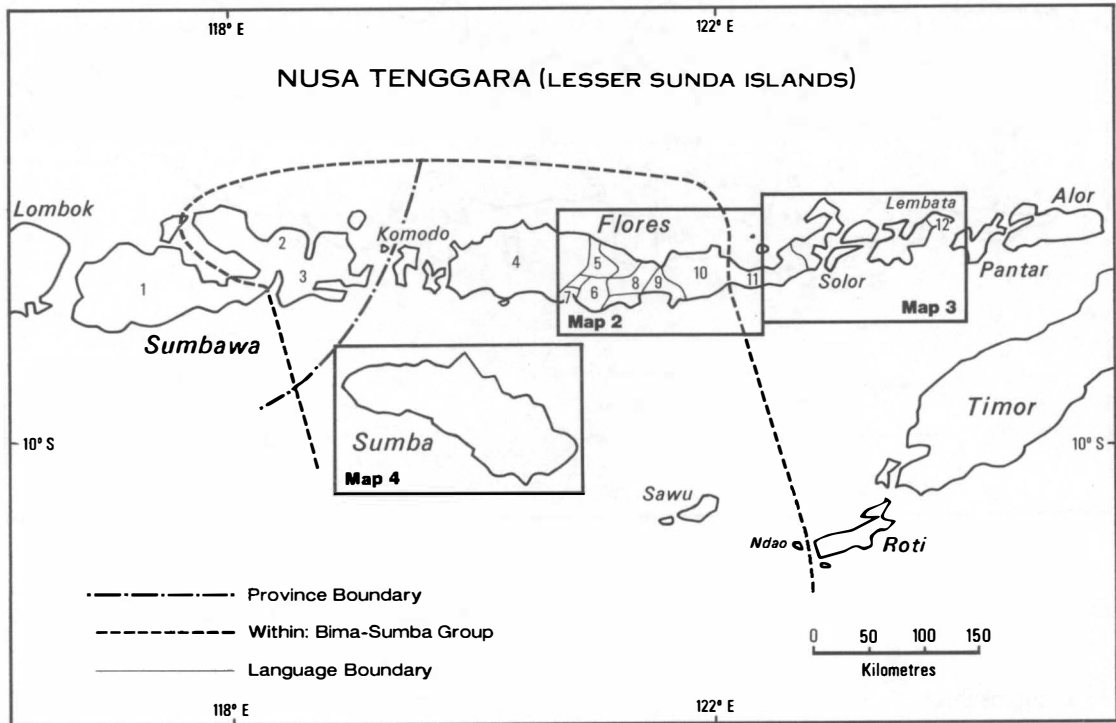 118° E 122° E
NUSA TENGGARA (LESSER SUNDA ISLANDS)
Lombok
Komodo
Flores
Lembata
Alor
1
2
3
4
5
6
7
8
9
10
11
12
Solor
Pantar
Map 2
Map 3
Sumbawa
Sumba
Map 4
Timor
10° S 10° S
Sawu
Ndao
Roti
Province Boundary
Within: Bima-Sumba Group
Language Boundary
0 50 100 150
Kilometres
118° E 122° E